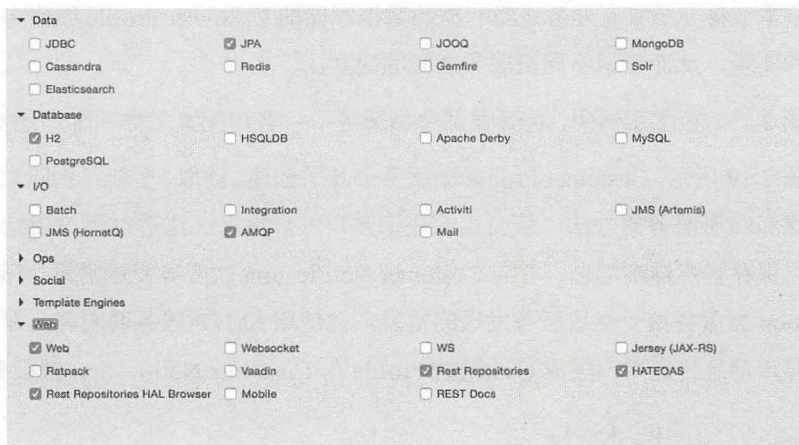 Data
JDBC JPA JOOQ MongoDB
Cassandra Redis Gemfire Solr
Elasticsearch
Database
H2 HSQLDB Apache Derby MySQL
PostgreSQL
I/O
Batch Integration Activiti JMS (Artemis)
JMS (HornetQ) AMQP Mail
Ops
Social
Template Engines
Web
Web Websocket WS Jersey (JAX-RS)
Ratpack Vaadin Rest Repositories HATEOAS
Rest Repositories HAL Browser Mobile REST Docs